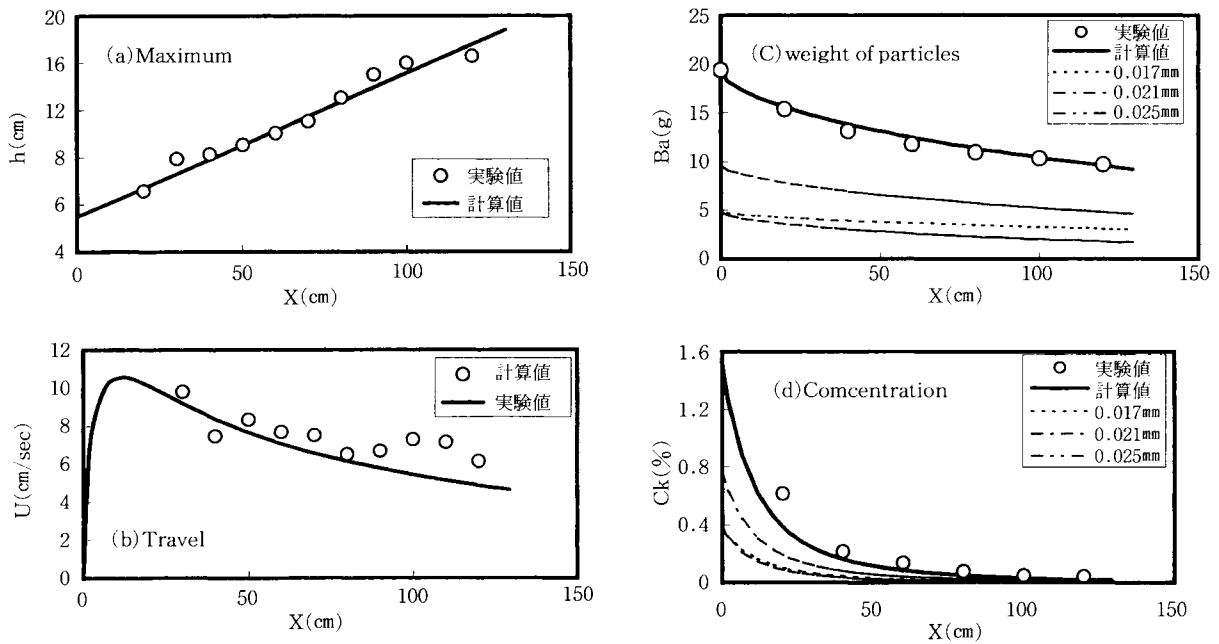 (a)Maximum
h(cm)
20
16
12
8
6
4
0
50
100
150
X(cm)
実験値
計算値
(C)weight of particles
Ba(g)
25
20
15
10
5
0
0
50
100
150
X(cm)
実験値
計算値
0.017mm
0.021mm
0.025mm
(b)Travel
U(cm/sec)
12
10
8
6
4
2
0
0
50
100
150
X(cm)
計算値
実験値
(d)Comcentration
Ck(%)
1.6
1.2
0.8
0.4
0
0
50
100
150
X(cm)
実験値
計算値
0.017mm
0.021mm
0.025mm